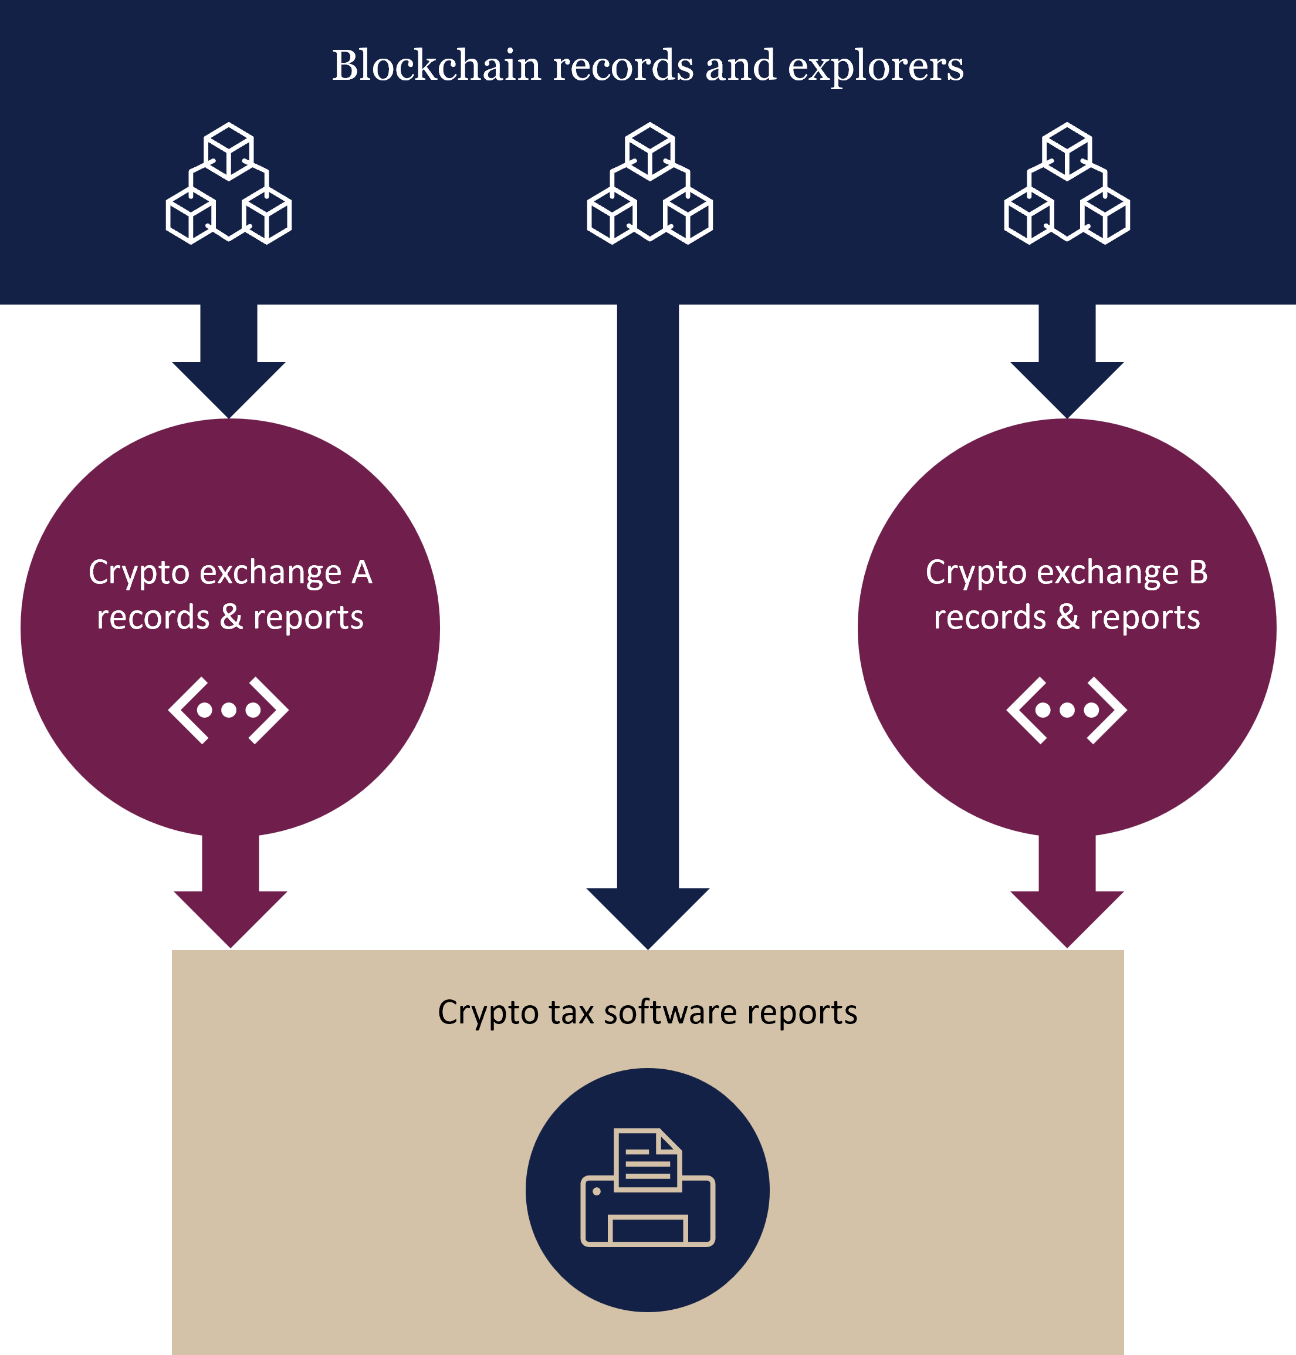 Blockchain records and explorers
Crypto exchange A
records & reports
Crypto exchange B
records & reports
Crypto tax software reports